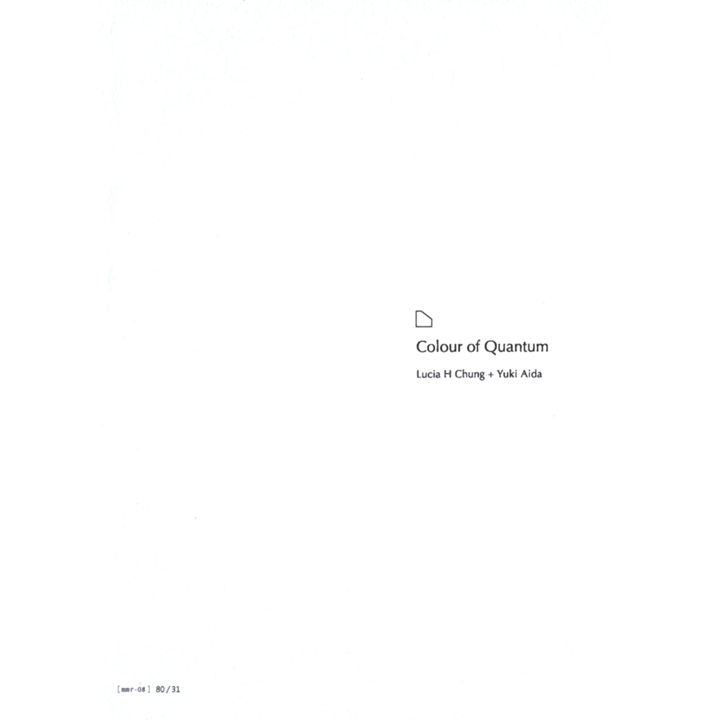 Colour of Quantum
Lucia H Chung + Yuki Aida
[mmr-08] 80/31